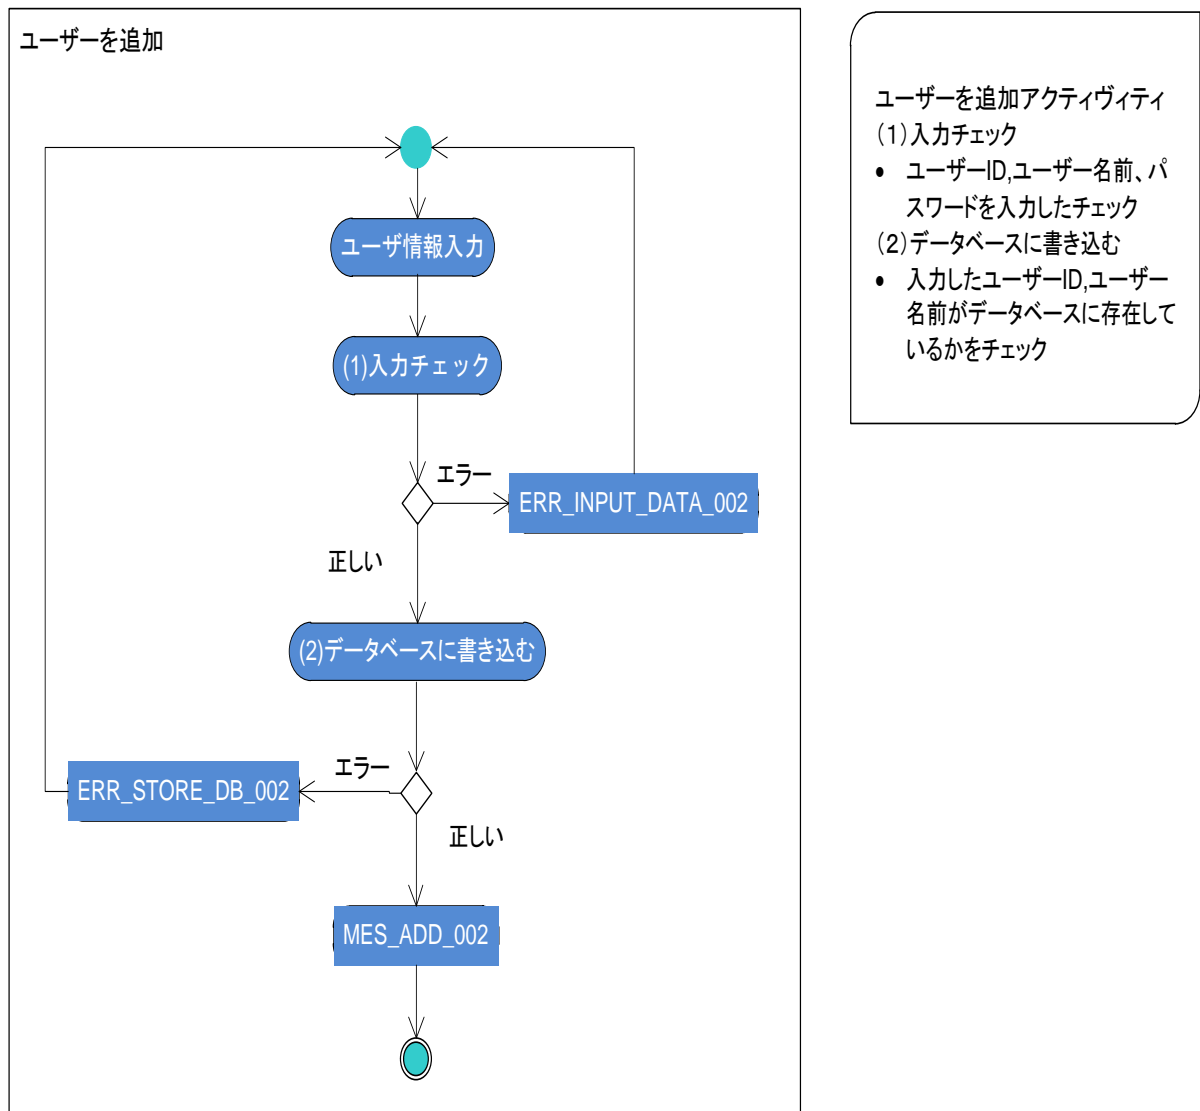 ユーザーを追加
ユーザ情報入力
(1)入力チェック
エラー
ERR_INPUT_DATA_002
正しい
(2)データベースに書き込む
エラー
ERR_STORE_DB_002
正しい
MES_ADD_002
ユーザーを追加アクティヴィティ
(1)入力チェック
• ユーザーID,ユーザー名前、パ
スワードを入力したチェック
(2)データベースに書き込む
• 入力したユーザーID,ユーザー
名前がデータベースに存在して
いるかをチェック